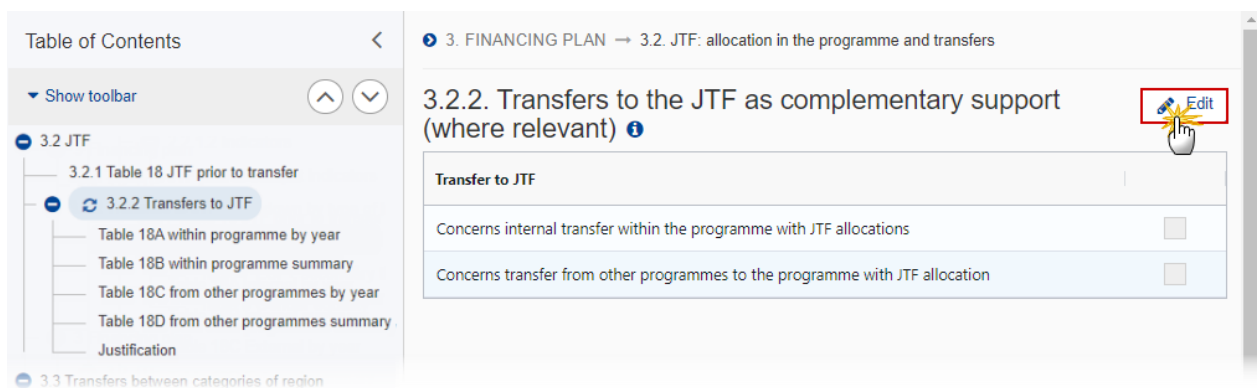 Table of Contents
3. FINANCING PLAN → 3.2. JTF: allocation in the programme and transfers
Show toolbar
3.2 JTF
3.2.1 Table 18 JTF prior to transfer
3.2.2 Transfers to JTF
Table 18A within programme by year
Table 18B within programme summary
Table 18C from other programmes by year
Table 18D from other programmes summary
Justification
3.3 Transfers between categories of region
3.2.2. Transfers to the JTF as complementary support
(where relevant)
Edit
Transfer to JTF
Concerns internal transfer within the programme with JTF allocations
Concerns transfer from other programmes to the programme with JTF allocation